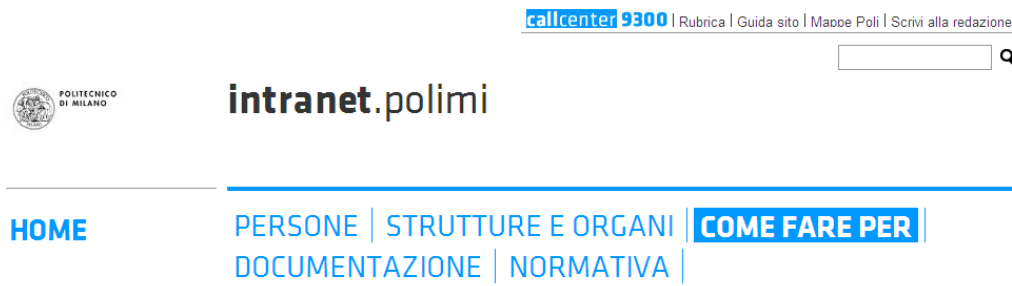 callcenter 9300 | Rubrica | Guida sito | Mappe Poli | Scrivi alla redazione
POLITECNICO
DI MILANO
intranet.polimi
HOME
PERSONE | STRUTTURE E ORGANI | COME FARE PER |
DOCUMENTAZIONE | NORMATIVA |